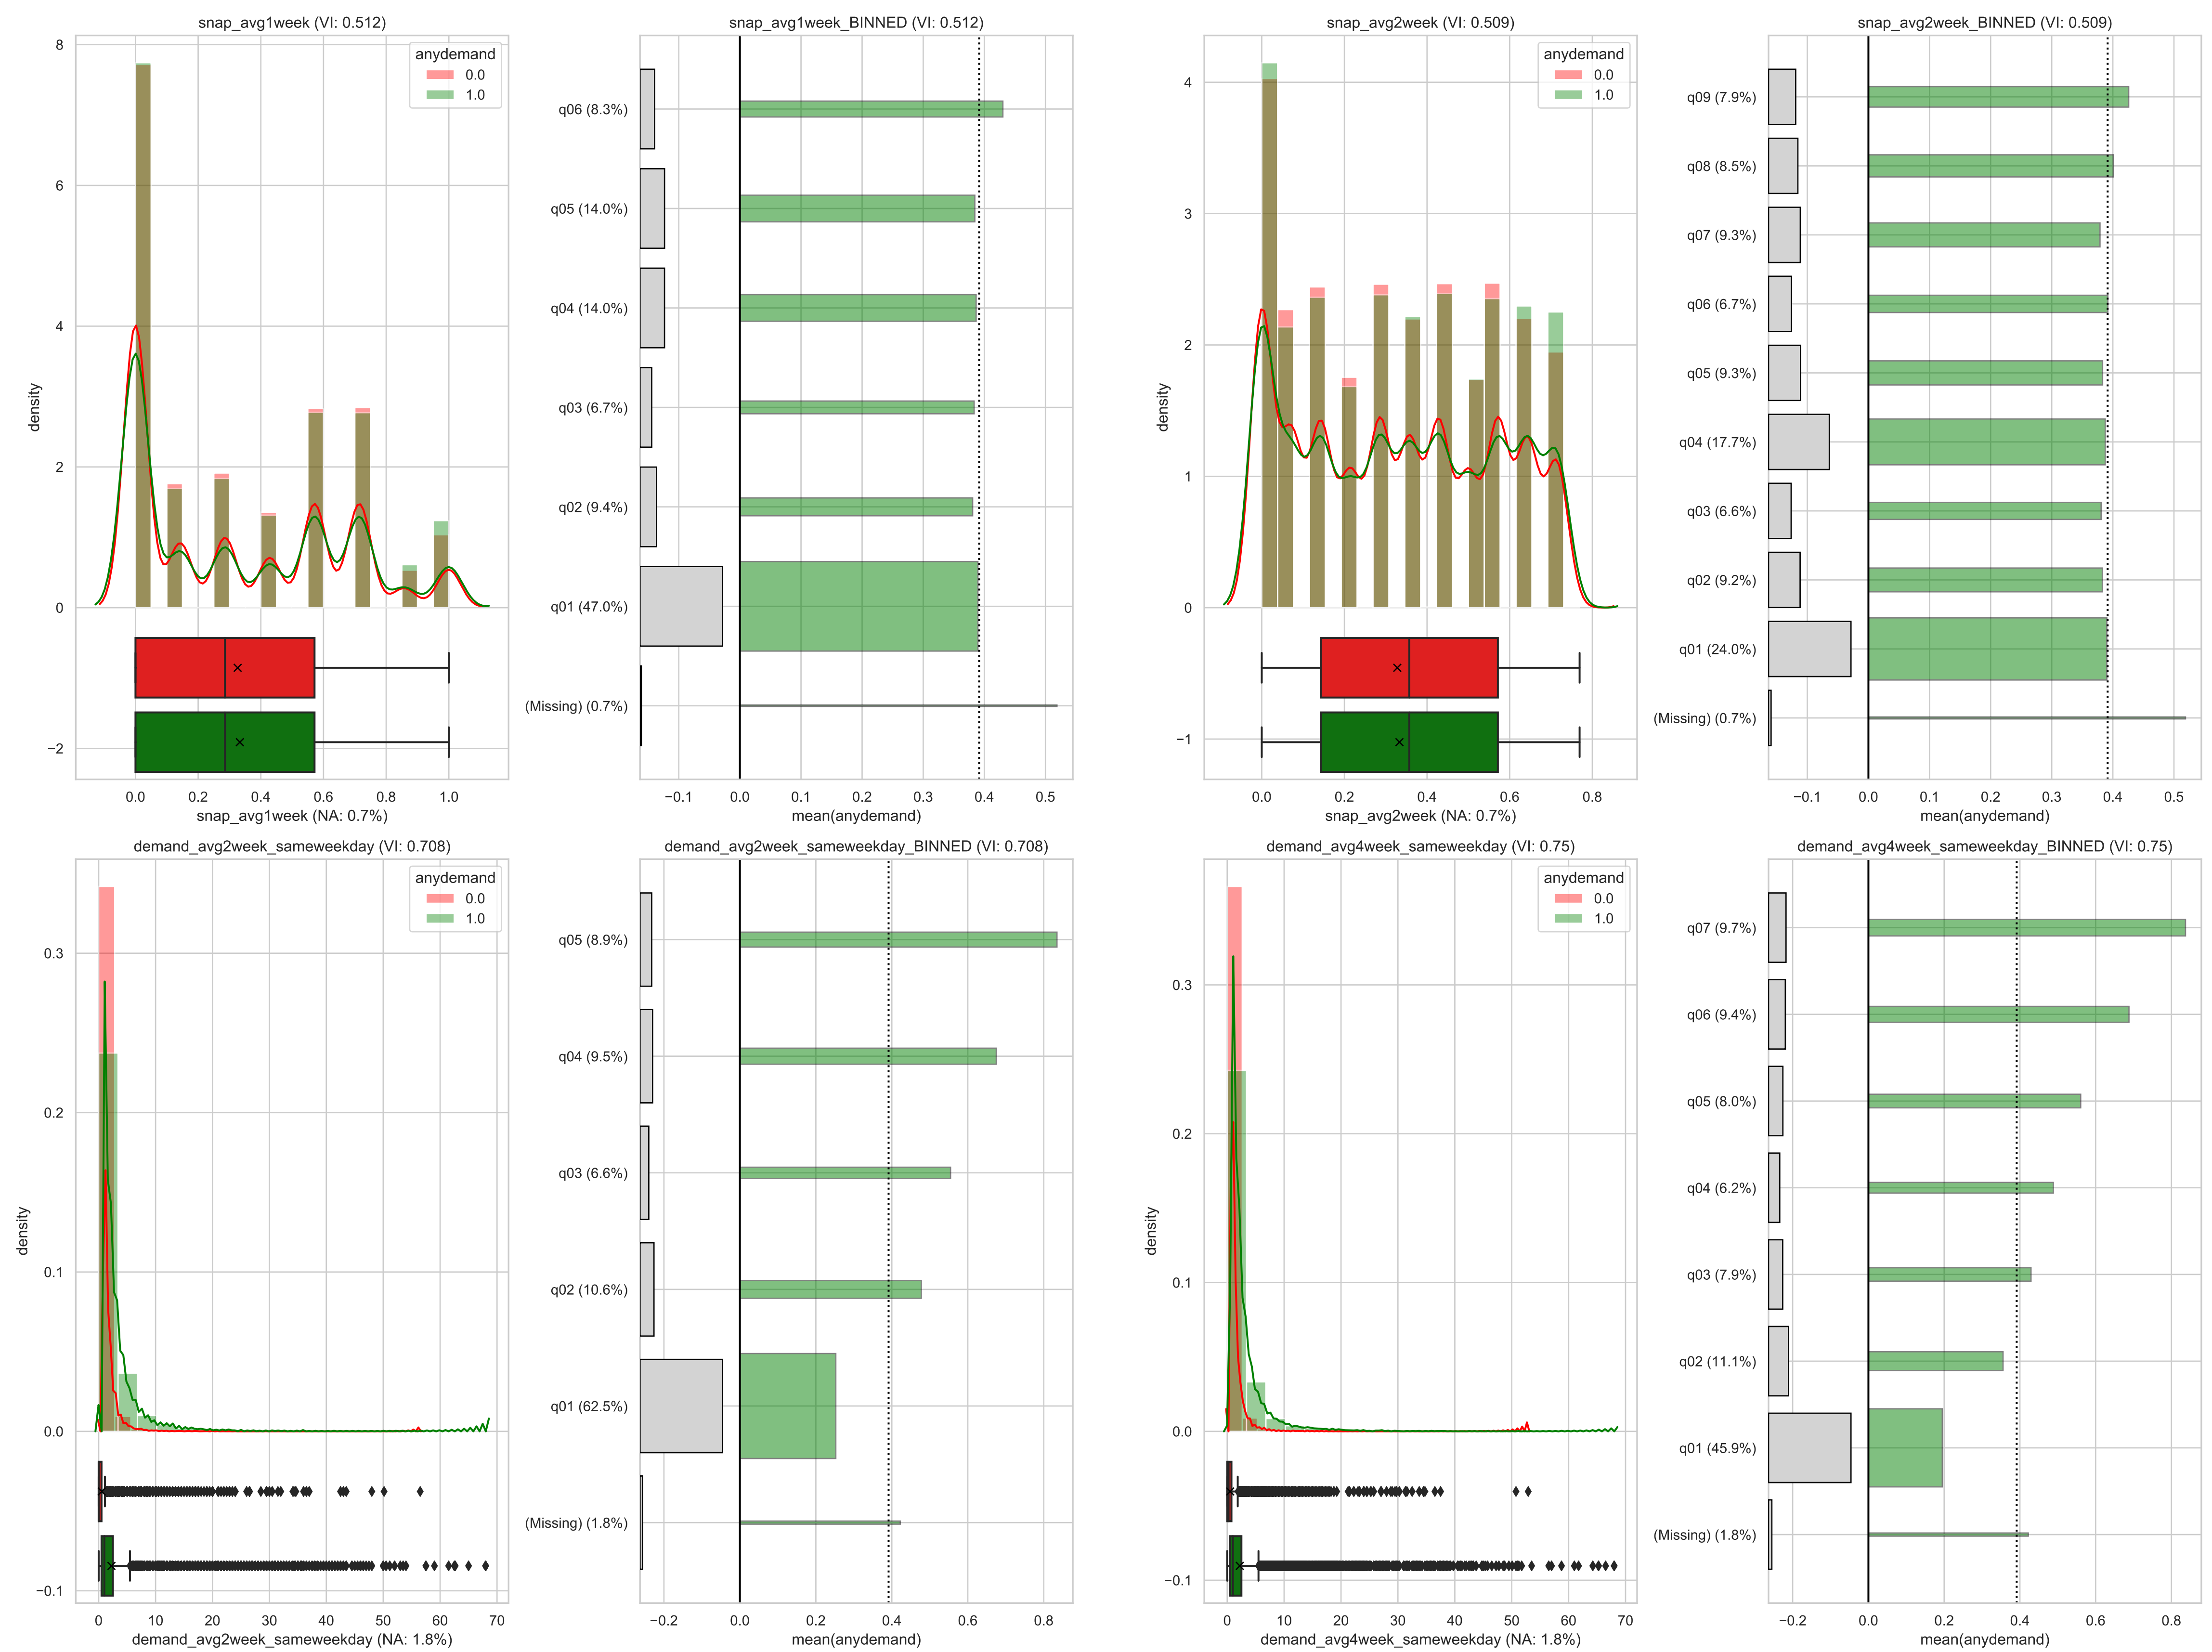 snap_avg1week (VI: 0.512)
anydemand
0.0
1.0
density
8
6
4
2
0
−2
0.0 0.2 0.4 0.6 0.8 1.0
snap_avg1week (NA: 0.7%)
snap_avg1week_BINNED (VI: 0.512)
q06 (8.3%)
q05 (14.0%)
q04 (14.0%)
q03 (6.7%)
q02 (9.4%)
q01 (47.0%)
(Missing) (0.7%)
−0.1 0.0 0.1 0.2 0.3 0.4 0.5
mean(anydemand)
snap_avg2week (VI: 0.509)
anydemand
0.0
1.0
density
4
3
2
1
0
−1
0.0 0.2 0.4 0.6 0.8
snap_avg2week (NA: 0.7%)
snap_avg2week_BINNED (VI: 0.509)
q09 (7.9%)
q08 (8.5%)
q07 (9.3%)
q06 (6.7%)
q05 (9.3%)
q04 (17.7%)
q03 (6.6%)
q02 (9.2%)
q01 (24.0%)
(Missing) (0.7%)
−0.1 0.0 0.1 0.2 0.3 0.4 0.5
mean(anydemand)
demand_avg2week_sameweekday (VI: 0.708)
anydemand
0.0
1.0
density
0.3
0.2
0.1
0.0
−0.1
0 10 20 30 40 50 60 70
demand_avg2week_sameweekday (NA: 1.8%)
demand_avg2week_sameweekday_BINNED (VI: 0.708)
q05 (8.9%)
q04 (9.5%)
q03 (6.6%)
q02 (10.6%)
q01 (62.5%)
(Missing) (1.8%)
−0.2 0.0 0.2 0.4 0.6 0.8
mean(anydemand)
demand_avg4week_sameweekday (VI: 0.75)
anydemand
0.0
1.0
density
0.3
0.2
0.1
0.0
−0.1
0 10 20 30 40 50 60 70
demand_avg4week_sameweekday (NA: 1.8%)
demand_avg4week_sameweekday_BINNED (VI: 0.75)
q07 (9.7%)
q06 (9.4%)
q05 (8.0%)
q04 (6.2%)
q03 (7.9%)
q02 (11.1%)
q01 (45.9%)
(Missing) (1.8%)
−0.2 0.0 0.2 0.4 0.6 0.8
mean(anydemand)